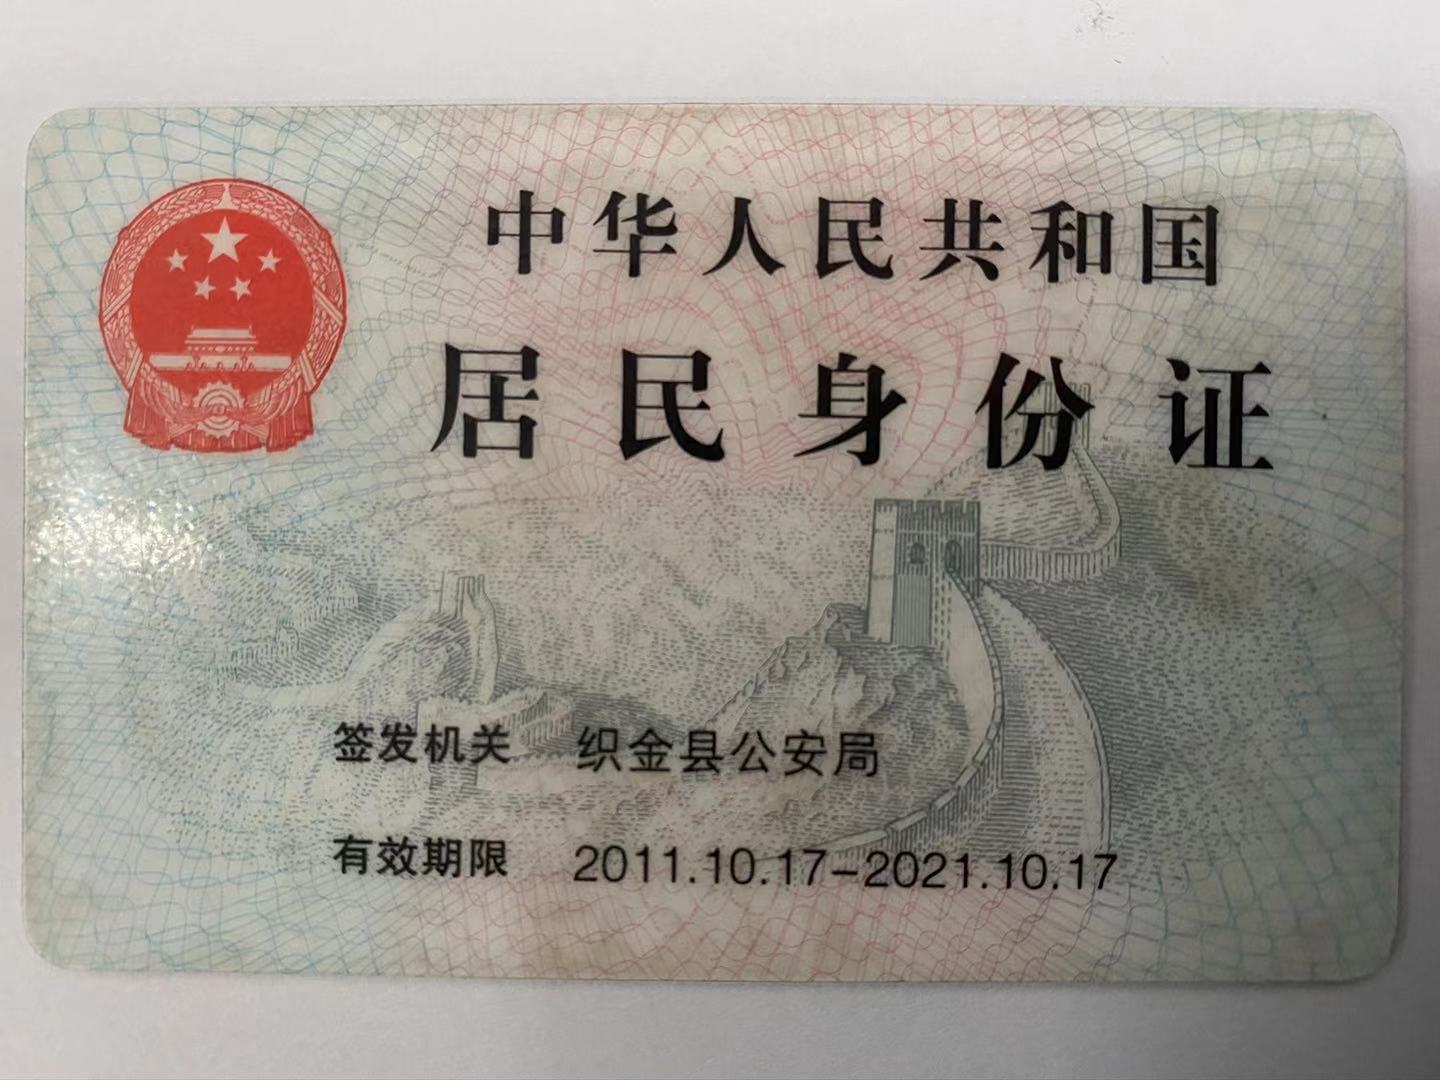 中华人民共和国
居民身份证
签发机关 织金县公安局
有效期限 2011.10.17-2021.10.17